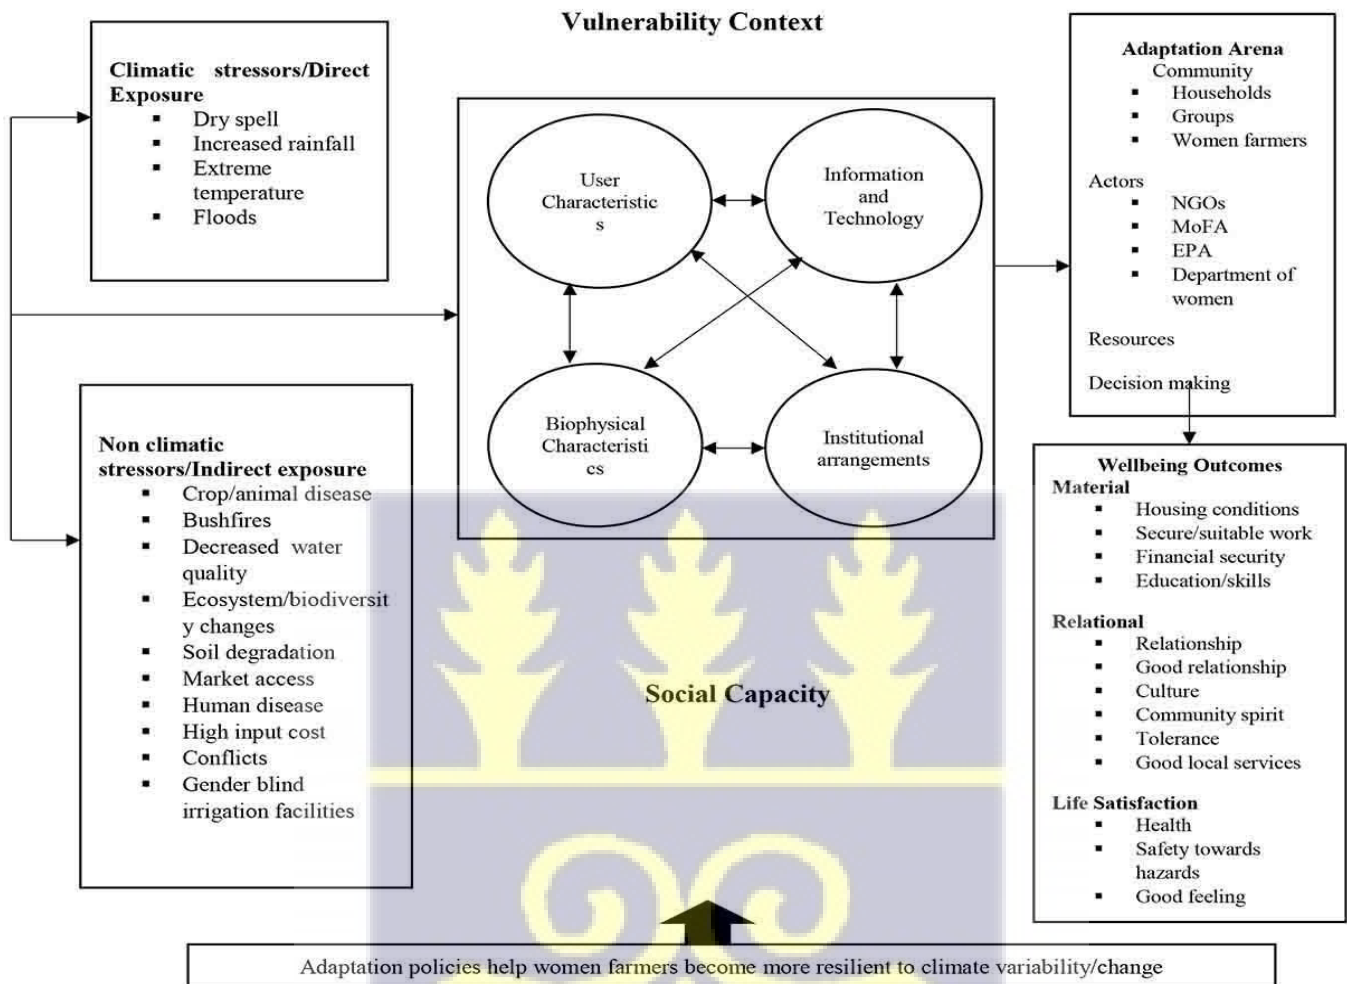 Vulnerability Context
Climatic stressors/Direct
Exposure
▪ Dry spell
▪ Increased rainfall
▪ Extreme
temperature
▪ Floods
Non climatic
stressors/Indirect exposure
▪ Crop/animal disease
▪ Bushfires
▪ Decreased water
quality
▪ Ecosystem/biodiversit
y changes
▪ Soil degradation
▪ Market access
▪ Human disease
▪ High input cost
▪ Conflicts
▪ Gender blind
irrigation facilities
User
Characteristic
s
Information
and
Technology
Biophysical
Characteristi
cs
Institutional
arrangements
Social Capacity
Adaptation Arena
Community
▪ Households
▪ Groups
▪ Women farmers
Actors
▪ NGOs
▪ MoFA
▪ EPA
▪ Department of
women
Resources
Decision making
Wellbeing Outcomes
Material
▪ Housing conditions
▪ Secure/suitable work
▪ Financial security
▪ Education/skills
Relational
▪ Relationship
▪ Good relationship
▪ Culture
▪ Community spirit
▪ Tolerance
▪ Good local services
Life Satisfaction
▪ Health
▪ Safety towards
hazards
▪ Good feeling
Adaptation policies help women farmers become more resilient to climate variability/change